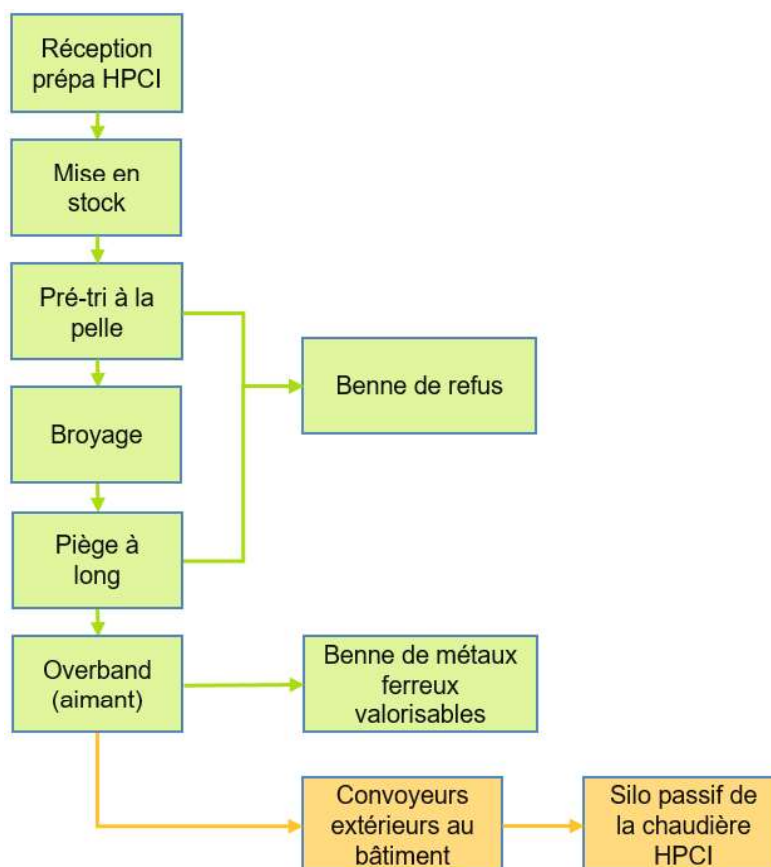 Réception
prépa HPCI
Mise en
stock
Pré-tri à la
pelle
Benne de refus
Broyage
Piège à
long
Overband
(aimant)
Benne de métaux
ferreux
valorisables
Convoyeurs
extérieurs au
bâtiment
Silo passif de
la chaudière
HPCI